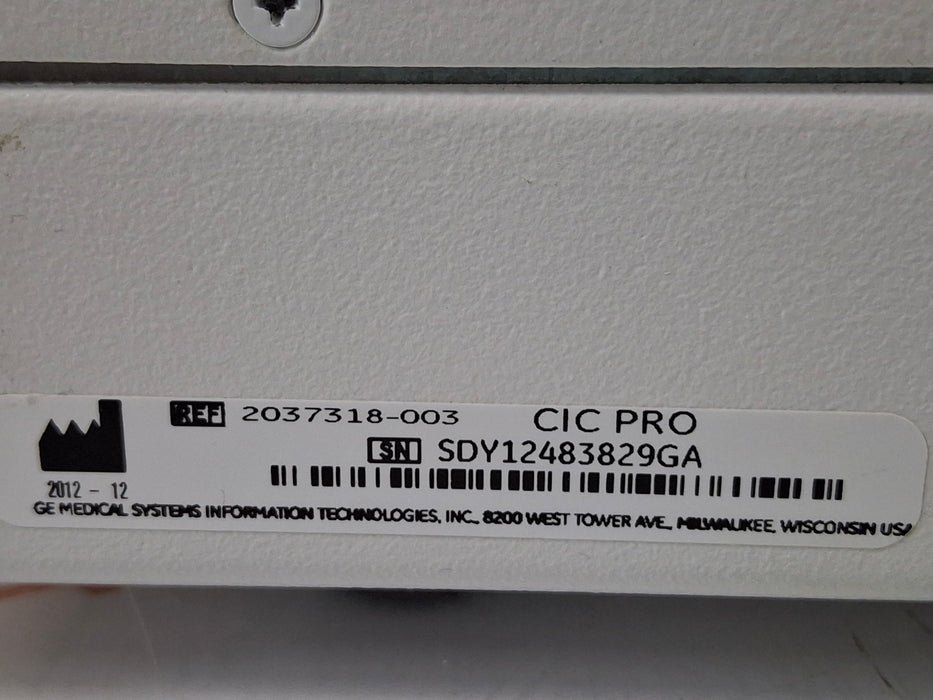 REF 2037318-003 CIC PRO
SN SDY12483829GA
2012 - 12
GE MEDICAL SYSTEMS INFORMATION TECHNOLOGIES, INC., 8200 WEST TOWER AVE., MILWAUKEE, WISCONSIN USA